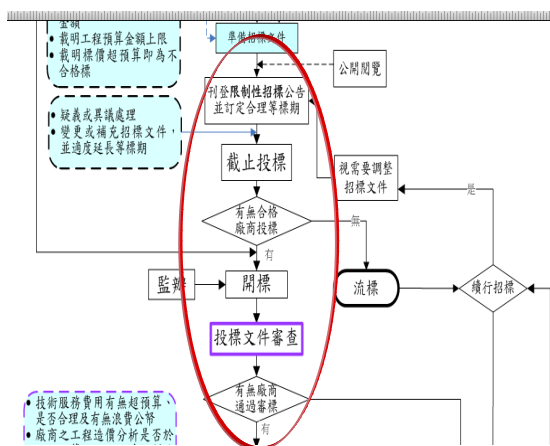 金額
載明工程預算金額上限
載明標價超預算即為不
合格標
準備招標文件
公開閱覽
刊登限制性招標公告
並訂定合理等標期
疑義或異議處理
變更或補充招標文件，
並適度延長等標期
截止投標
視需要調整
招標文件
是
有無合格
廠商投標
無
有
監辦
開標
流標
續行招標
投標文件審查
有無廠商
通過審標
有
技術服務費用有無超預算、
是否合理及有無浪費公帑
廠商之工程造價分析是否於